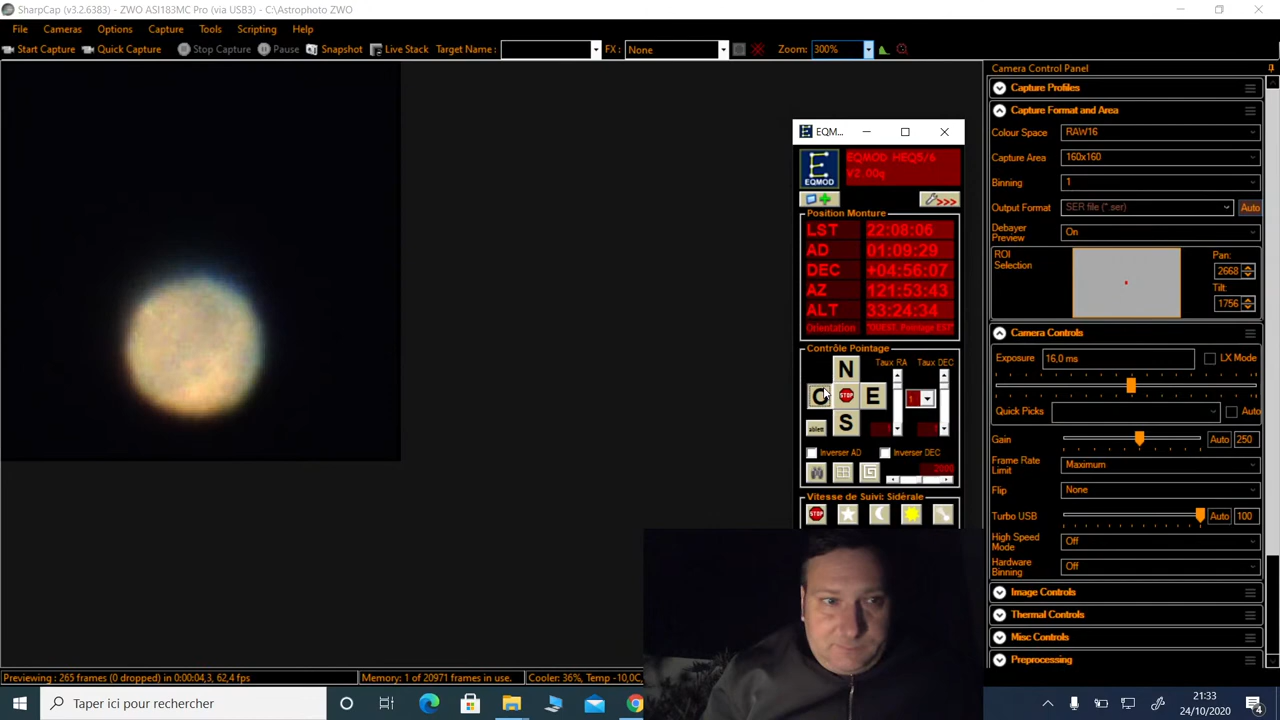 SharpCap (v3.2.6383) - ZWO ASI183MC Pro (via USB3) - C:\Astrophoto ZWO
File Cameras Options Capture Tools Scripting Help
Start Capture Quick Capture Stop Capture Pause Snapshot Live Stack Target Name : FX : None Zoom: 300%
Camera Control Panel
Capture Profiles
Capture Format and Area
Colour Space RAW16
Capture Area 160x160
Binning 1
Output Format SER file (*.ser) Auto
Debayer Preview On
ROI Selection
Pan: 2668
Tilt: 1756
Camera Controls
Exposure 16,0 ms LX Mode
Quick Picks Auto
Gain Auto 250
Frame Rate Limit Maximum
Flip None
Turbo USB Auto 100
High Speed Mode Off
Hardware Binning Off
Image Controls
Thermal Controls
Misc Controls
Preprocessing
EQM...
EQMOD
EQMOD HEQ5/6
V2.00q
>>>
Position Monture
LST 22:08:06
AD 01:09:29
DEC +04:56:07
AZ 121:53:43
ALT 33:24:34
Orientation
Contrôle Pointage
Taux RA Taux DEC
N
O STOP E 1
S
Inverser AD Inverser DEC
2000
Vitesse de Suivi: Sidérale
STOP
Previewing : 265 frames (0 dropped) in 0:00:04,3, 62,4 fps
Memory: 1 of 20971 frames in use.
Cooler: 36%, Temp -10,0C,
Taper ici pour rechercher
21:33
24/10/2020
4